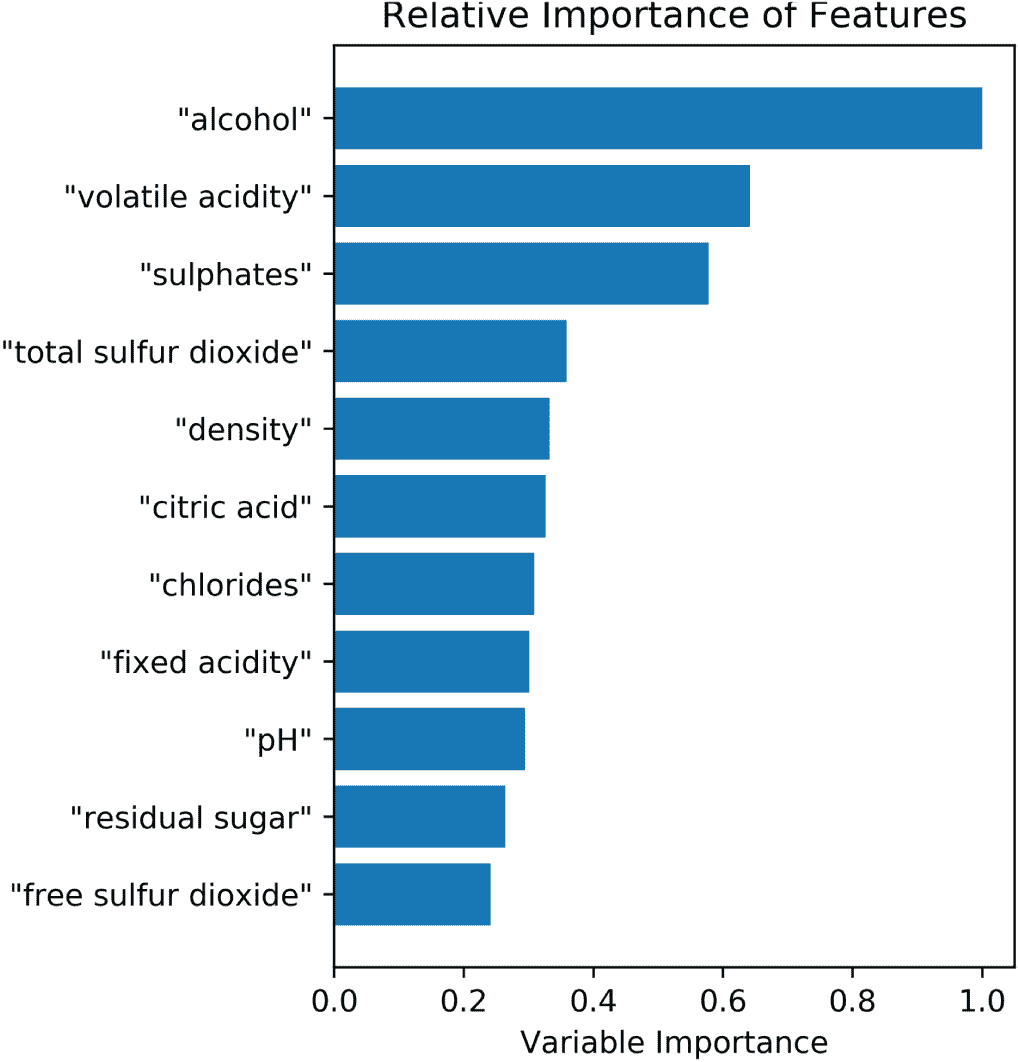 Relative Importance of Features
"alcohol"
"volatile acidity"
"sulphates"
"total sulfur dioxide"
"density"
"citric acid"
"chlorides"
"fixed acidity"
"pH"
"residual sugar"
"free sulfur dioxide"
0.0 0.2 0.4 0.6 0.8 1.0
Variable Importance